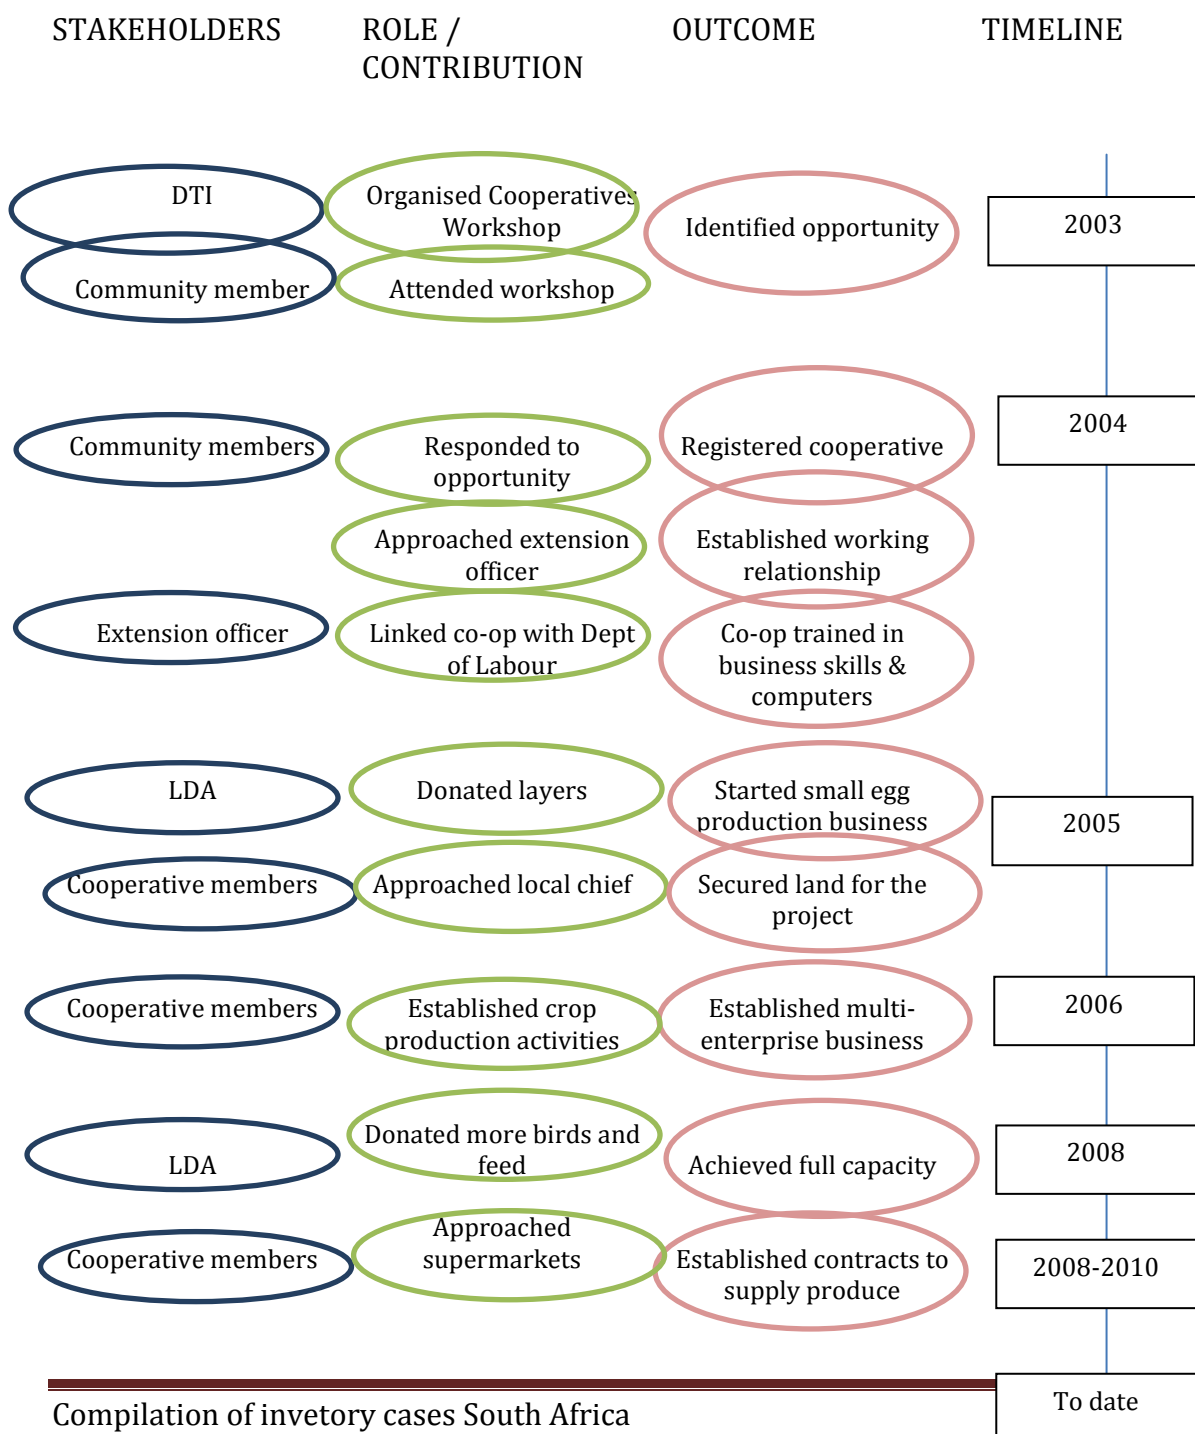 STAKEHOLDERS
ROLE /
CONTRIBUTION
OUTCOME
TIMELINE
DTI
Organised Cooperatives
Workshop
Identified opportunity
2003
Community member
Attended workshop
Community members
Responded to
opportunity
Registered cooperative
2004
Approached extension
officer
Established working
relationship
Extension officer
Linked co-op with Dept
of Labour
Co-op trained in
business skills &
computers
LDA
Donated layers
Started small egg
production business
2005
Cooperative members
Approached local chief
Secured land for the
project
Cooperative members
Established crop
production activities
Established multi-
enterprise business
2006
LDA
Donated more birds and
feed
Achieved full capacity
2008
Cooperative members
Approached
supermarkets
Established contracts to
supply produce
2008-2010
To date
Compilation of invetory cases South Africa